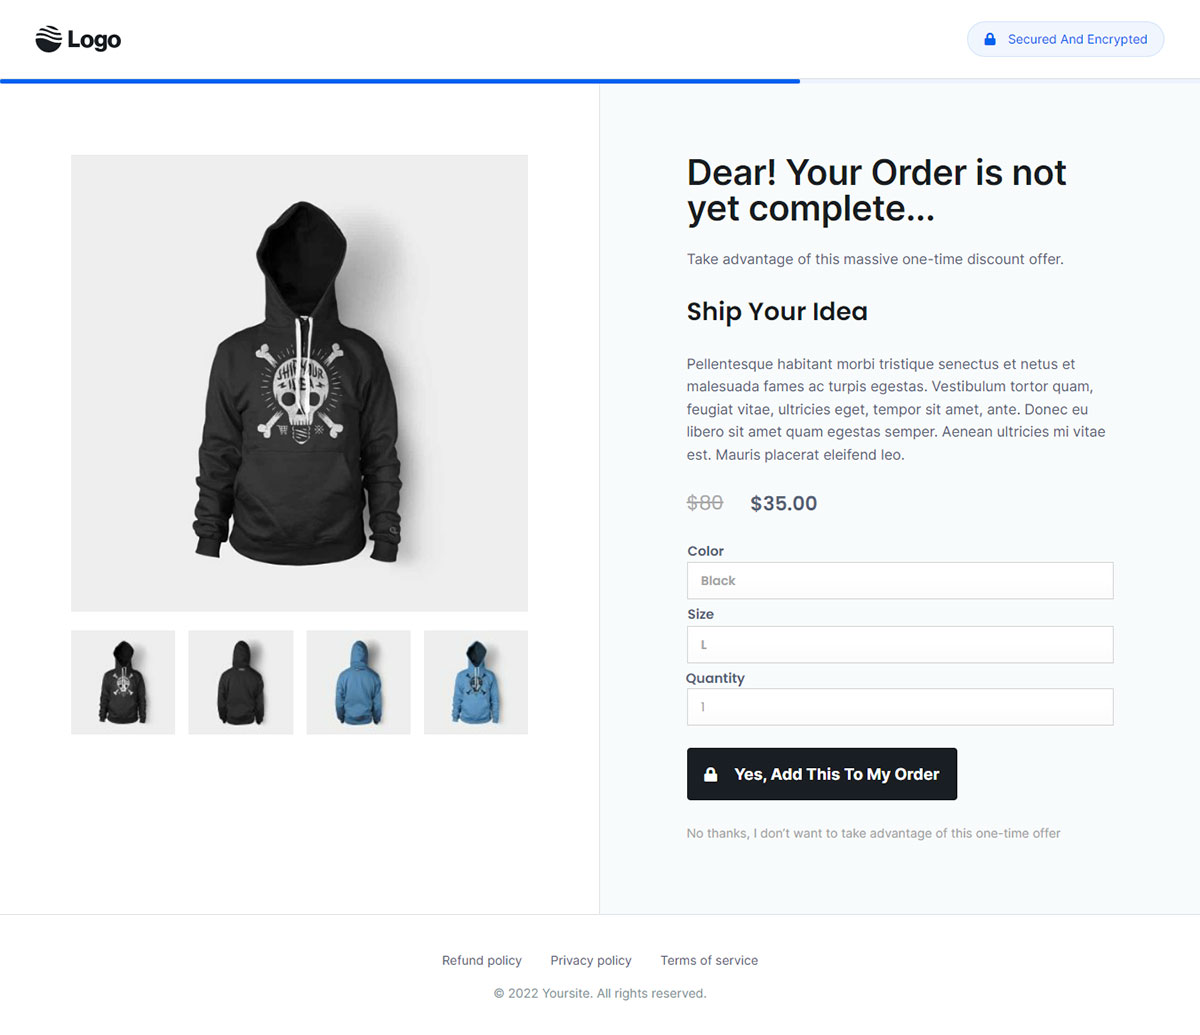 Logo
Secured And Encrypted
SHIP YOUR
IDEA
Dear! Your Order is not
yet complete...
Take advantage of this massive one-time discount offer.
Ship Your Idea
Pellentesque habitant morbi tristique senectus et netus et
malesuada fames ac turpis egestas. Vestibulum tortor quam,
feugiat vitae, ultricies eget, tempor sit amet, ante. Donec eu
libero sit amet quam egestas semper. Aenean ultricies mi vitae
est. Mauris placerat eleifend leo.
$80 $35.00
Color
Black
Size
L
Quantity
1
Yes, Add This To My Order
No thanks, I don’t want to take advantage of this one-time offer
Refund policy Privacy policy Terms of service
© 2022 Yoursite. All rights reserved.